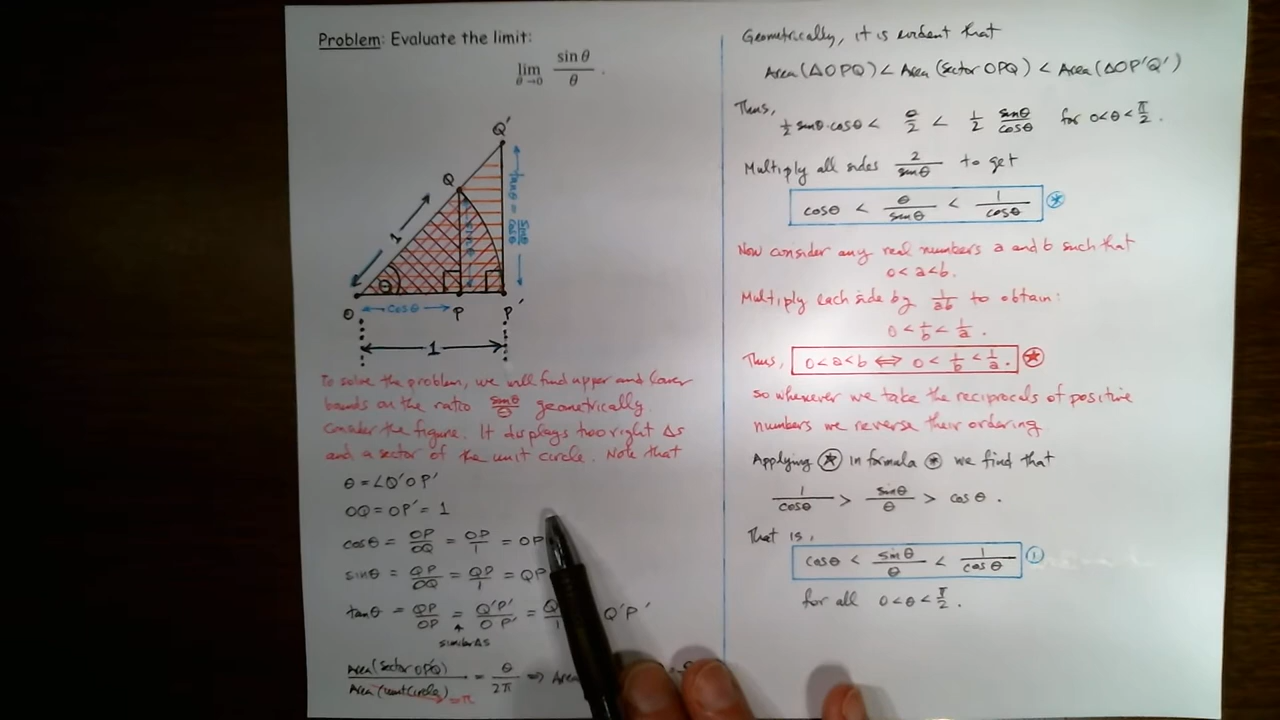 Problem: Evaluate the limit:
lim θ→0 sin θ / θ .
Q'
Q
1
tanθ = sinθ/cosθ
sinθ
θ
O
cosθ
P
P'
1
To solve the problem, we will find upper and lower
bounds on the ratio sinθ/θ geometrically.
Consider the figure. It displays two right Δs
and a sector of the unit circle. Note that
θ = ∠Q'OP'
OQ = OP' = 1
cosθ = OP/OQ = OP/1 = OP
sinθ = QP/OQ = QP/1 = QP
tanθ = QP/OP = Q'P'/OP' = Q'P'
similar Δs
Area(sector OP'Q)/Area(unit circle) = θ/2π ⇒ Area
= π
Geometrically, it is evident that
Area(ΔOPQ) < Area(sector OPQ) < Area(ΔOP'Q')
Thus,
1/2 sinθ·cosθ < θ/2 < 1/2 sinθ/cosθ for 0<θ<π/2.
Multiply all sides 2/sinθ to get
cosθ < θ/sinθ < 1/cosθ ⊛
Now consider any real numbers a and b such that
0 < a < b.
Multiply each side by 1/ab to obtain:
0 < 1/b < 1/a .
Thus, 0<a<b ⇔ 0 < 1/b < 1/a. ✪
so whenever we take the reciprocals of positive
numbers we reverse their ordering
Applying ✪ in formula ⊛ we find that
1/cosθ > sinθ/θ > cosθ .
That is,
cosθ < sinθ/θ < 1/cosθ ①
for all 0<θ<π/2 .